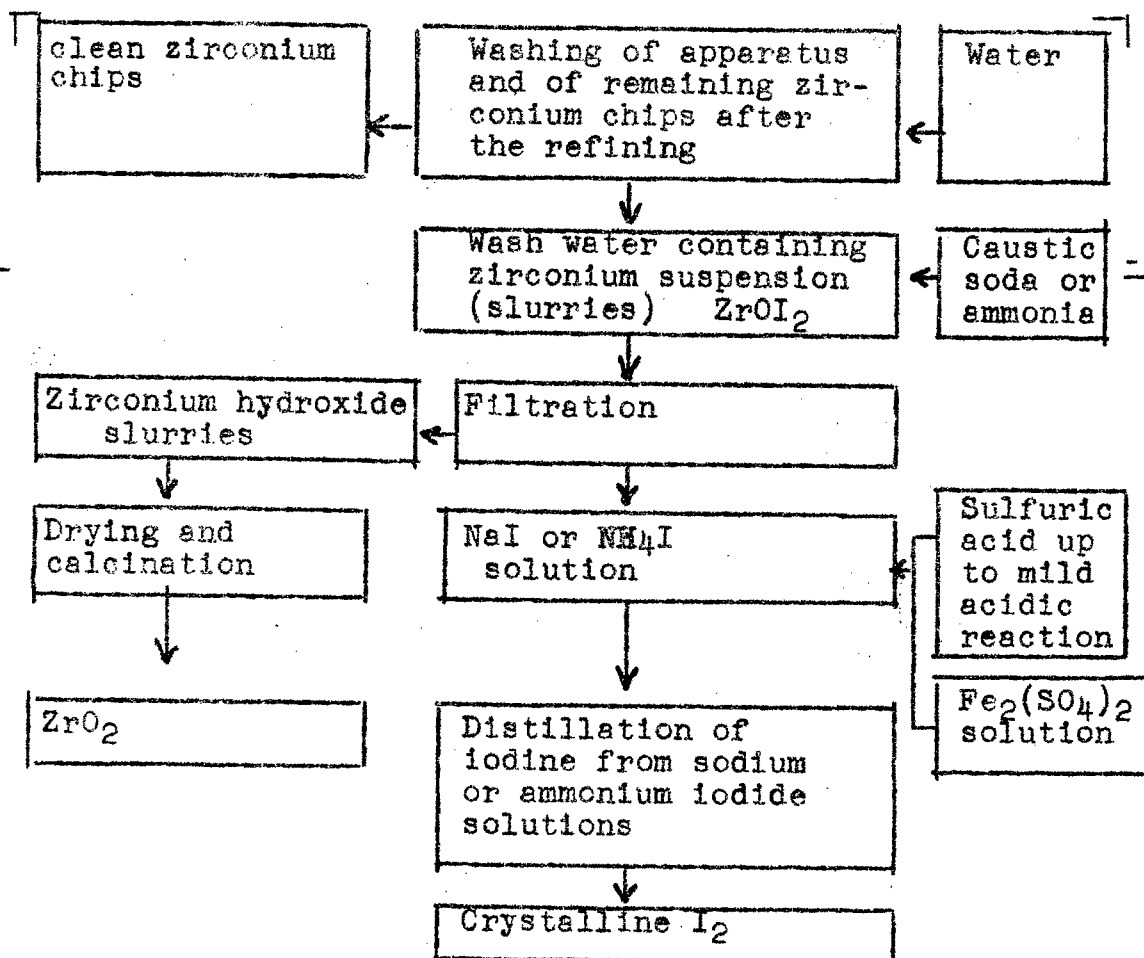 clean zirconium
chips
Washing of apparatus
and of remaining zir-
conium chips after
the refining
Water
Wash water containing
zirconium suspension
(slurries) ZrOI₂
Caustic
soda or
ammonia
Zirconium hydroxide
slurries
Filtration
Drying and
calcination
NaI or NH₄I
solution
Sulfuric
acid up
to mild
acidic
reaction
ZrO₂
Distillation of
iodine from sodium
or ammonium iodide
solutions
Fe₂(SO₄)₂
solution
Crystalline I₂